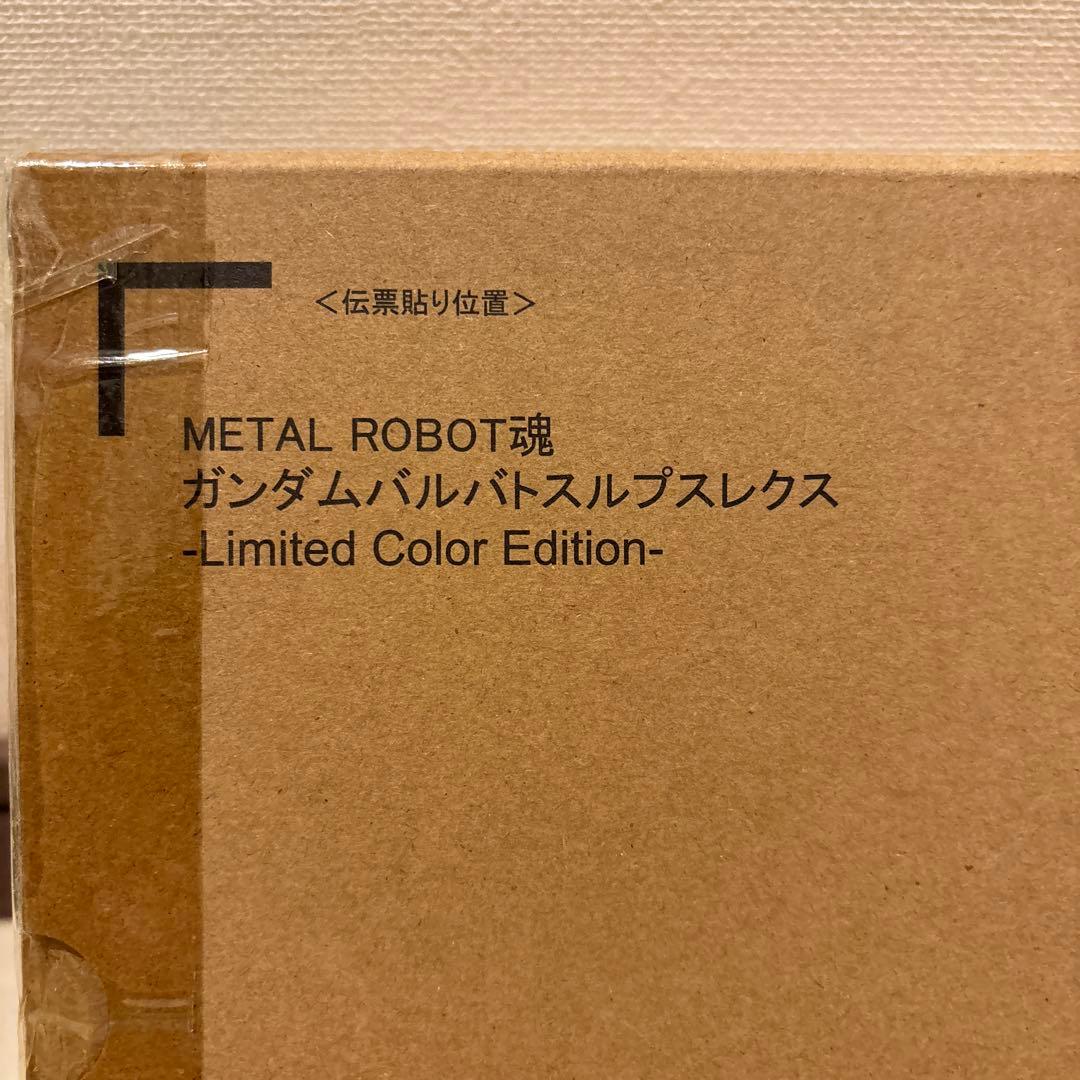 ＜伝票貼り位置＞
METAL ROBOT魂
ガンダムバルバトスルプスレクス
-Limited Color Edition-